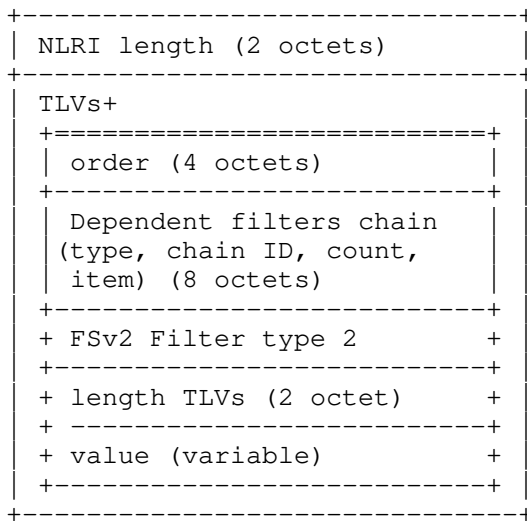 NLRI length (2 octets)
TLVs+
order (4 octets)
Dependent filters chain
(type, chain ID, count,
item) (8 octets)
+ FSv2 Filter type 2 +
+ length TLVs (2 octet) +
+ value (variable) +